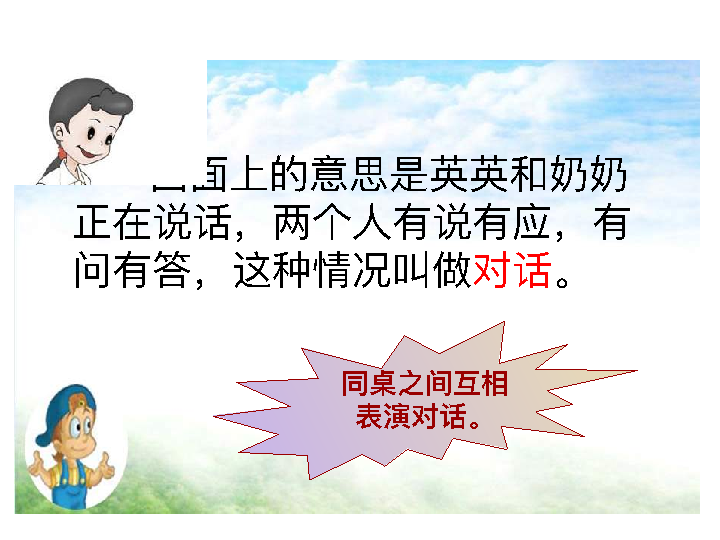 画面上的意思是英英和奶奶
正在说话，两个人有说有应，有
问有答，这种情况叫做对话。
同桌之间互相
表演对话。